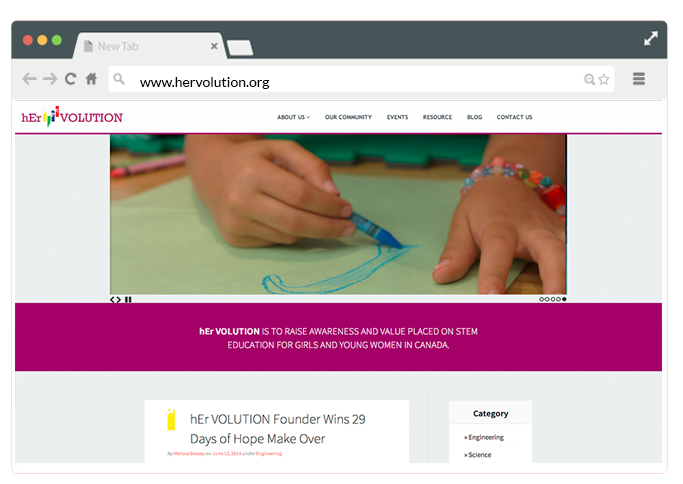 New Tab
www.hervolution.org
hEr VOLUTION
ABOUT US
OUR COMMUNITY
EVENTS
RESOURCE
BLOG
CONTACT US
hEr VOLUTION IS TO RAISE AWARENESS AND VALUE PLACED ON STEM
EDUCATION FOR GIRLS AND YOUNG WOMEN IN CANADA.
hEr VOLUTION Founder Wins 29
Days of Hope Make Over
By Melissa Bessey on June 12, 2014 under Engineering
Category
» Engineering
» Science